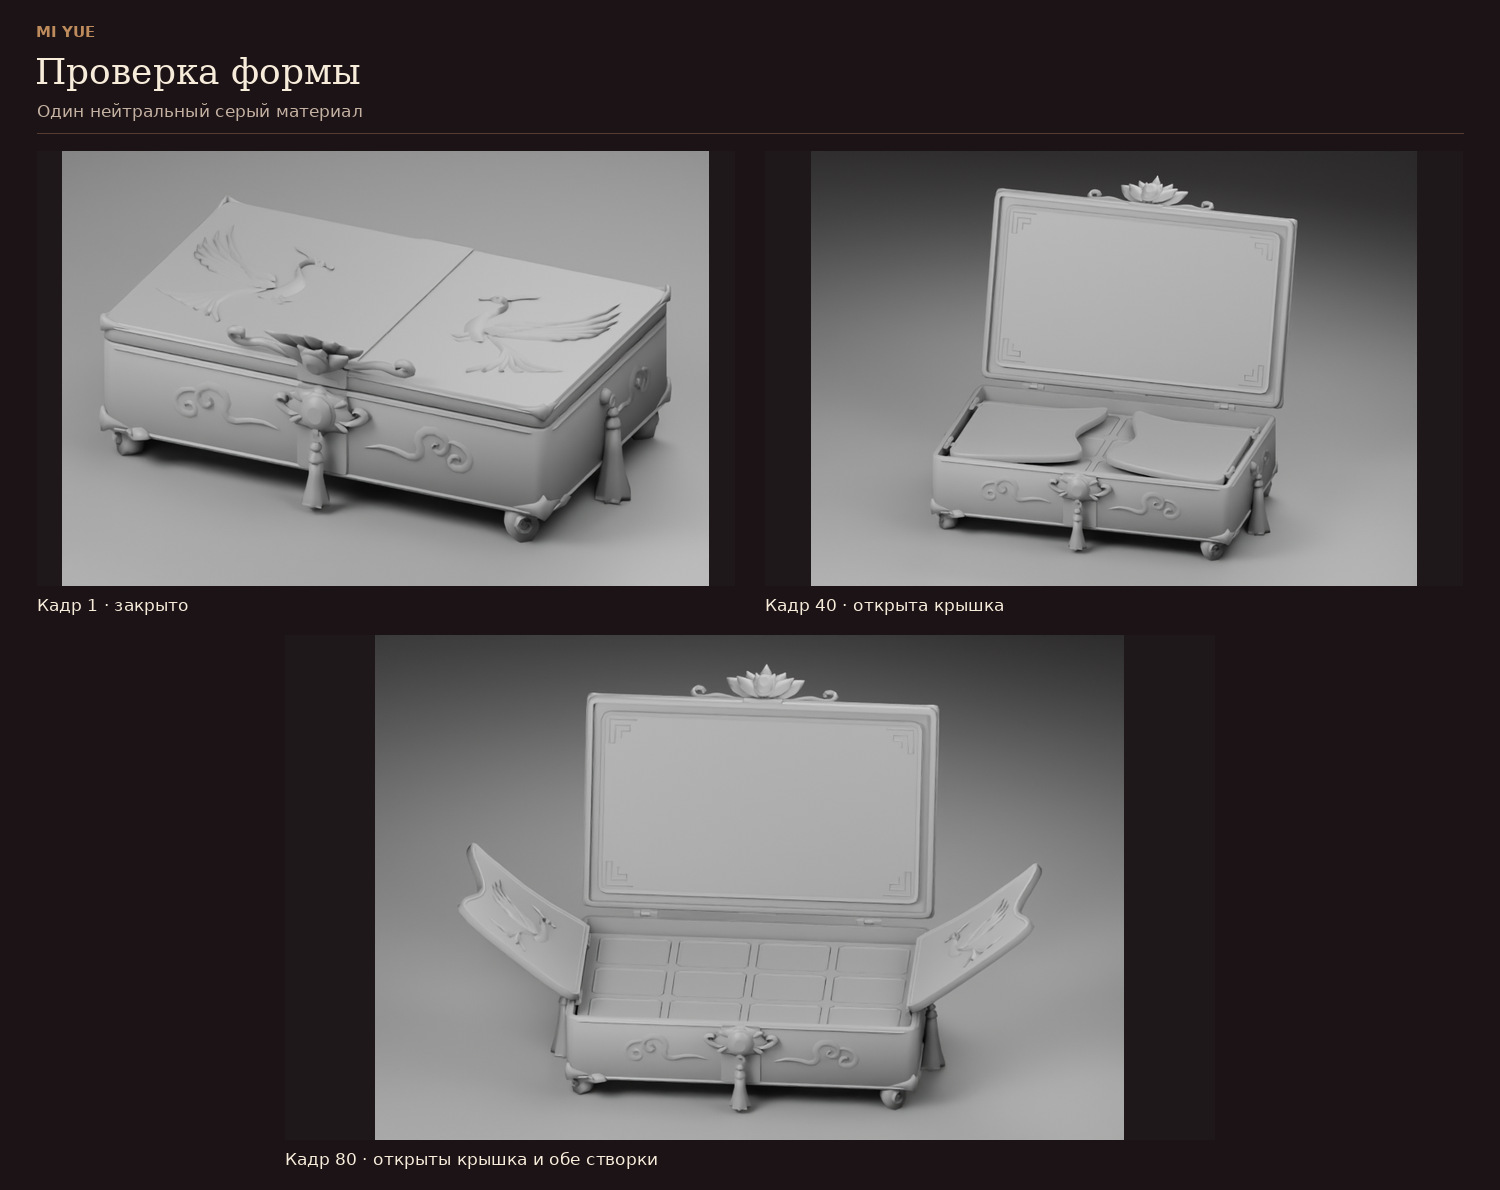 MI YUE
Проверка формы
Один нейтральный серый материал
Кадр 1 · закрыто
Кадр 40 · открыта крышка
Кадр 80 · открыты крышка и обе створки